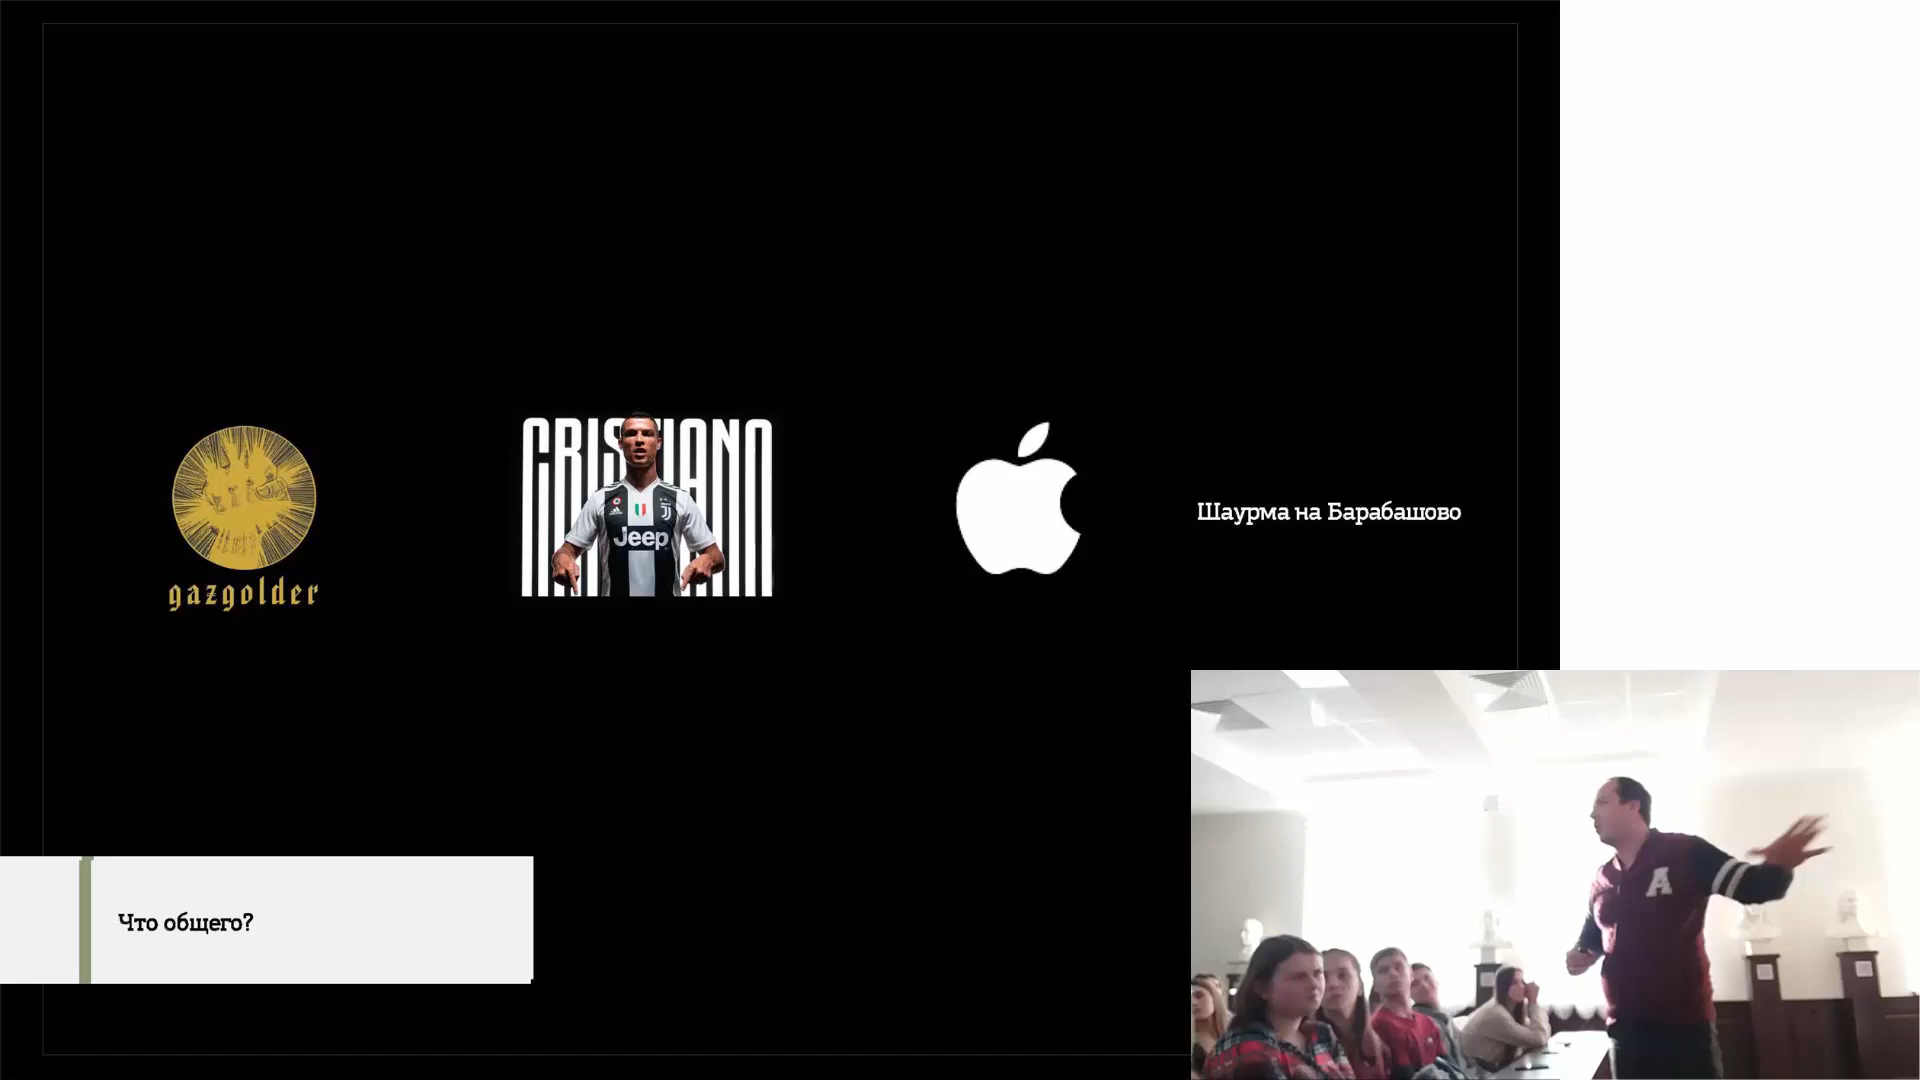 CRISTIANO
Jeep
gazgolder
Шаурма на Барабашово
Что общего?
A